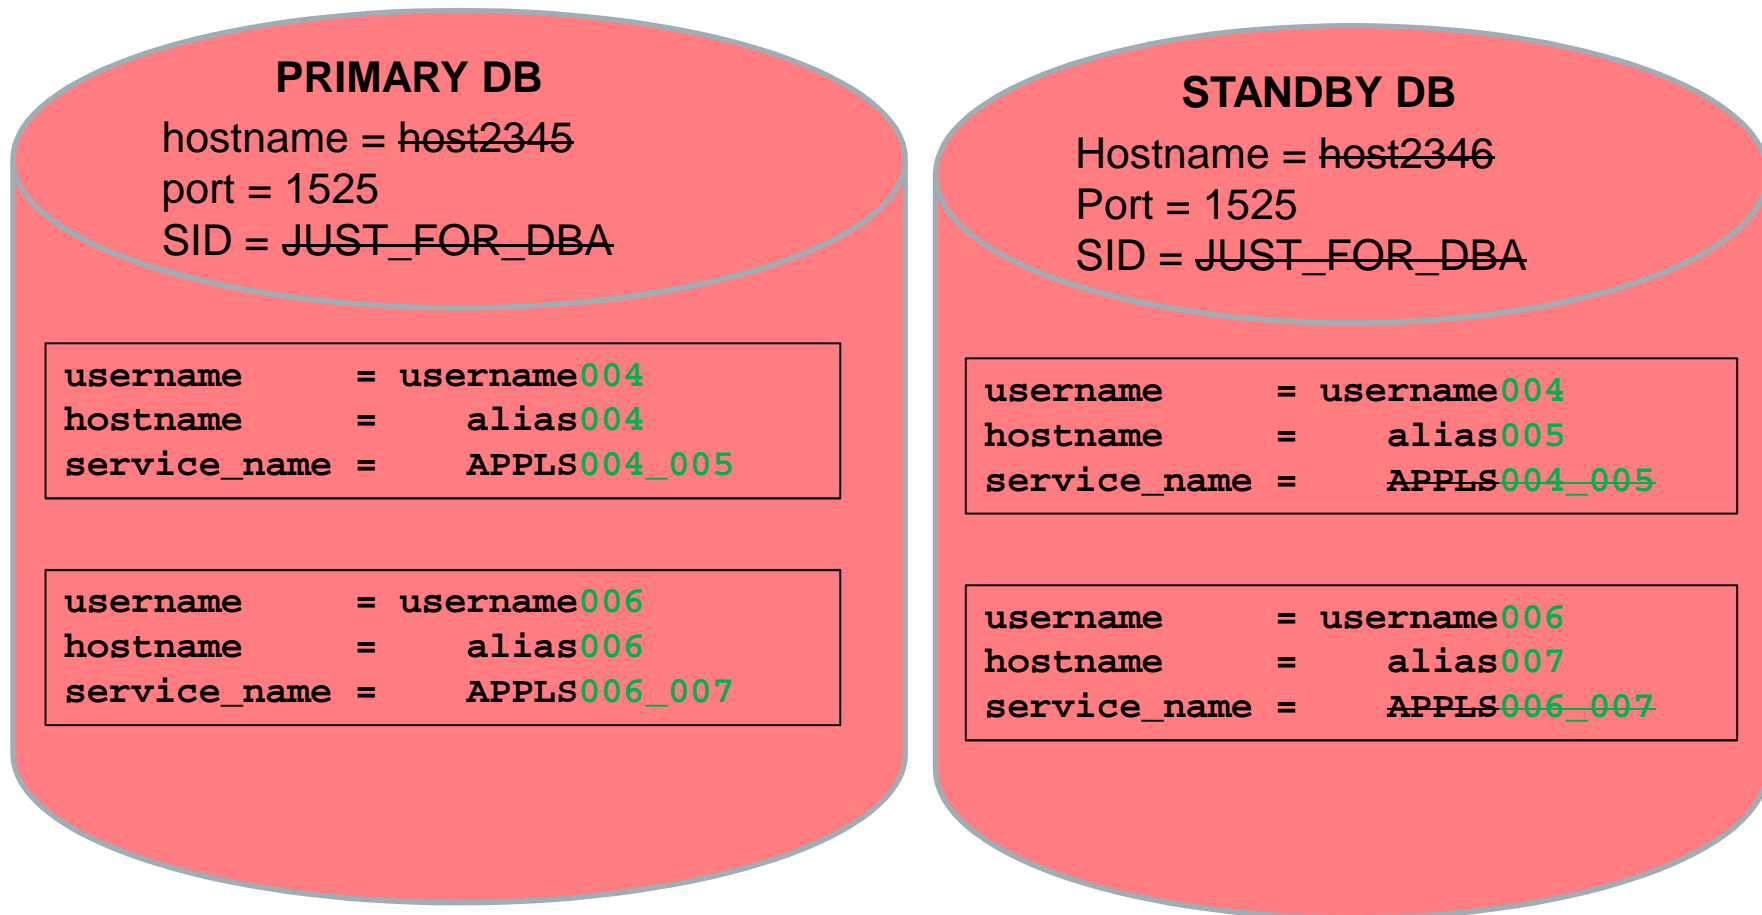 PRIMARY DB
hostname = host2345
port = 1525
SID = JUST_FOR_DBA
username = username004
hostname = alias004
service_name = APPLS004_005
username = username006
hostname = alias006
service_name = APPLS006_007
STANDBY DB
Hostname = host2346
Port = 1525
SID = JUST_FOR_DBA
username = username004
hostname = alias005
service_name = APPLS004_005
username = username006
hostname = alias007
service_name = APPLS006_007